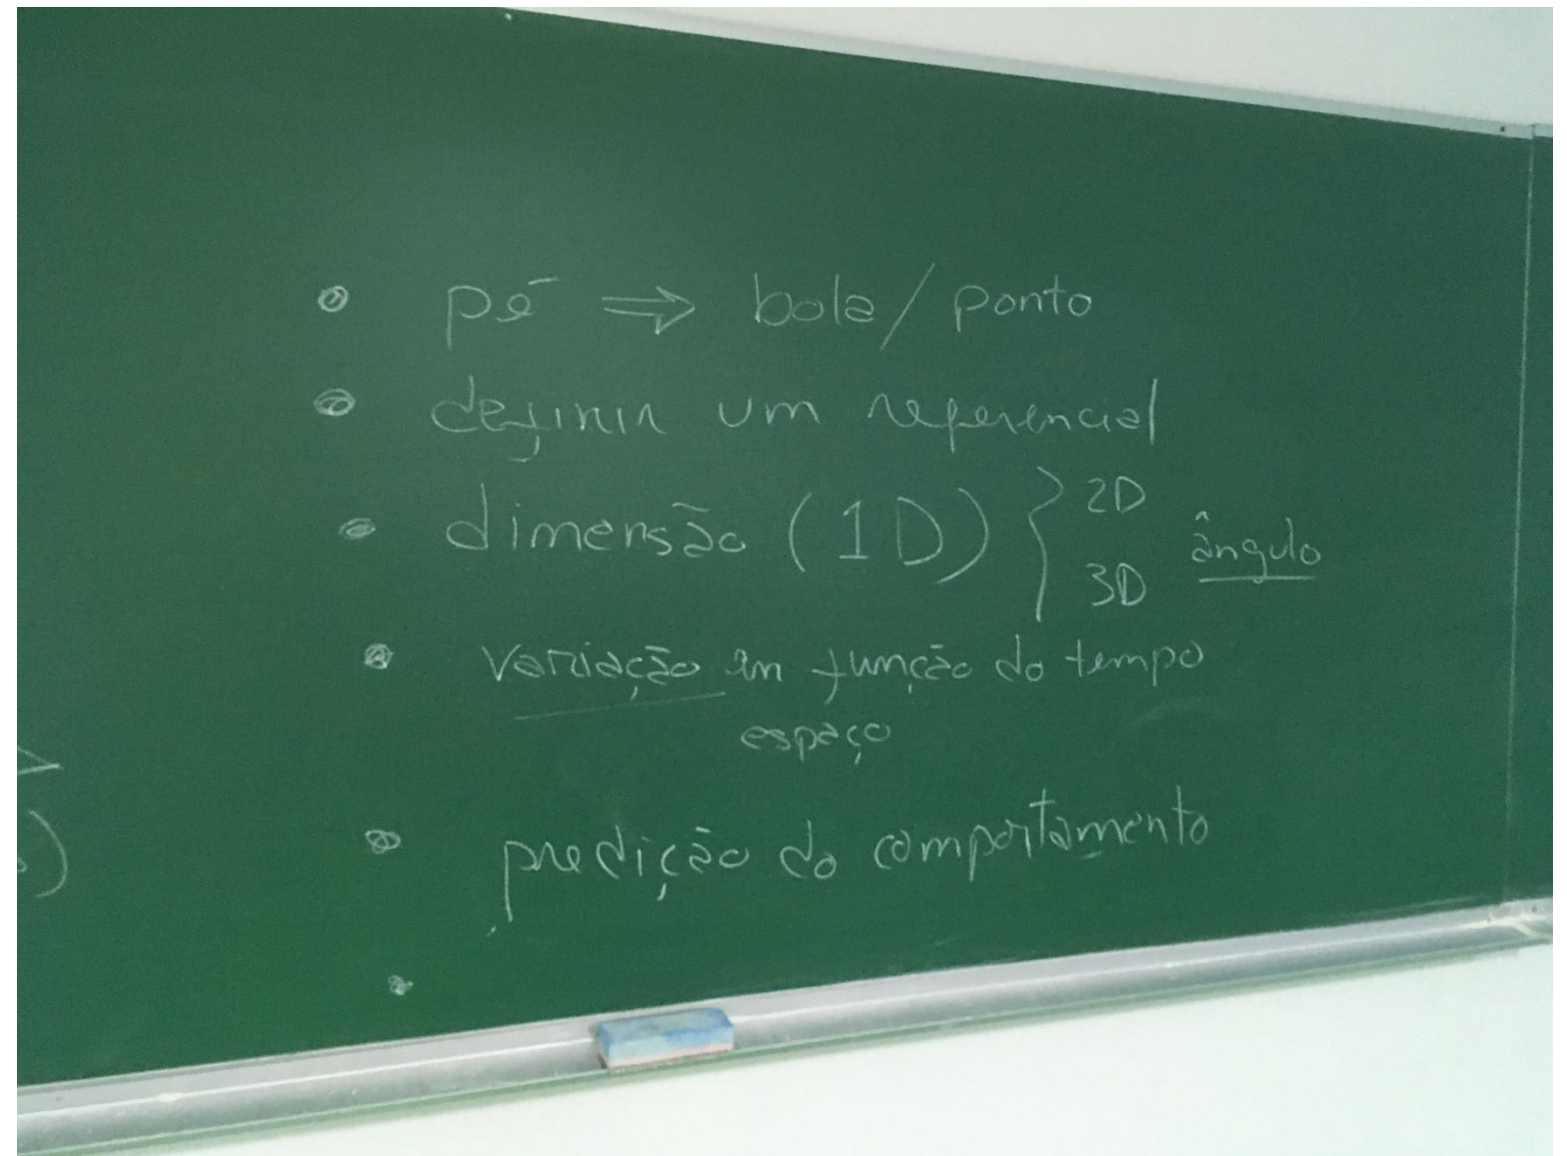 • pé ⇒ bola / ponto
• definir um referencial
• dimensão (1D) } 2D 3D ângulo
• variação em função do tempo
espaço
• predição do comportamento
•